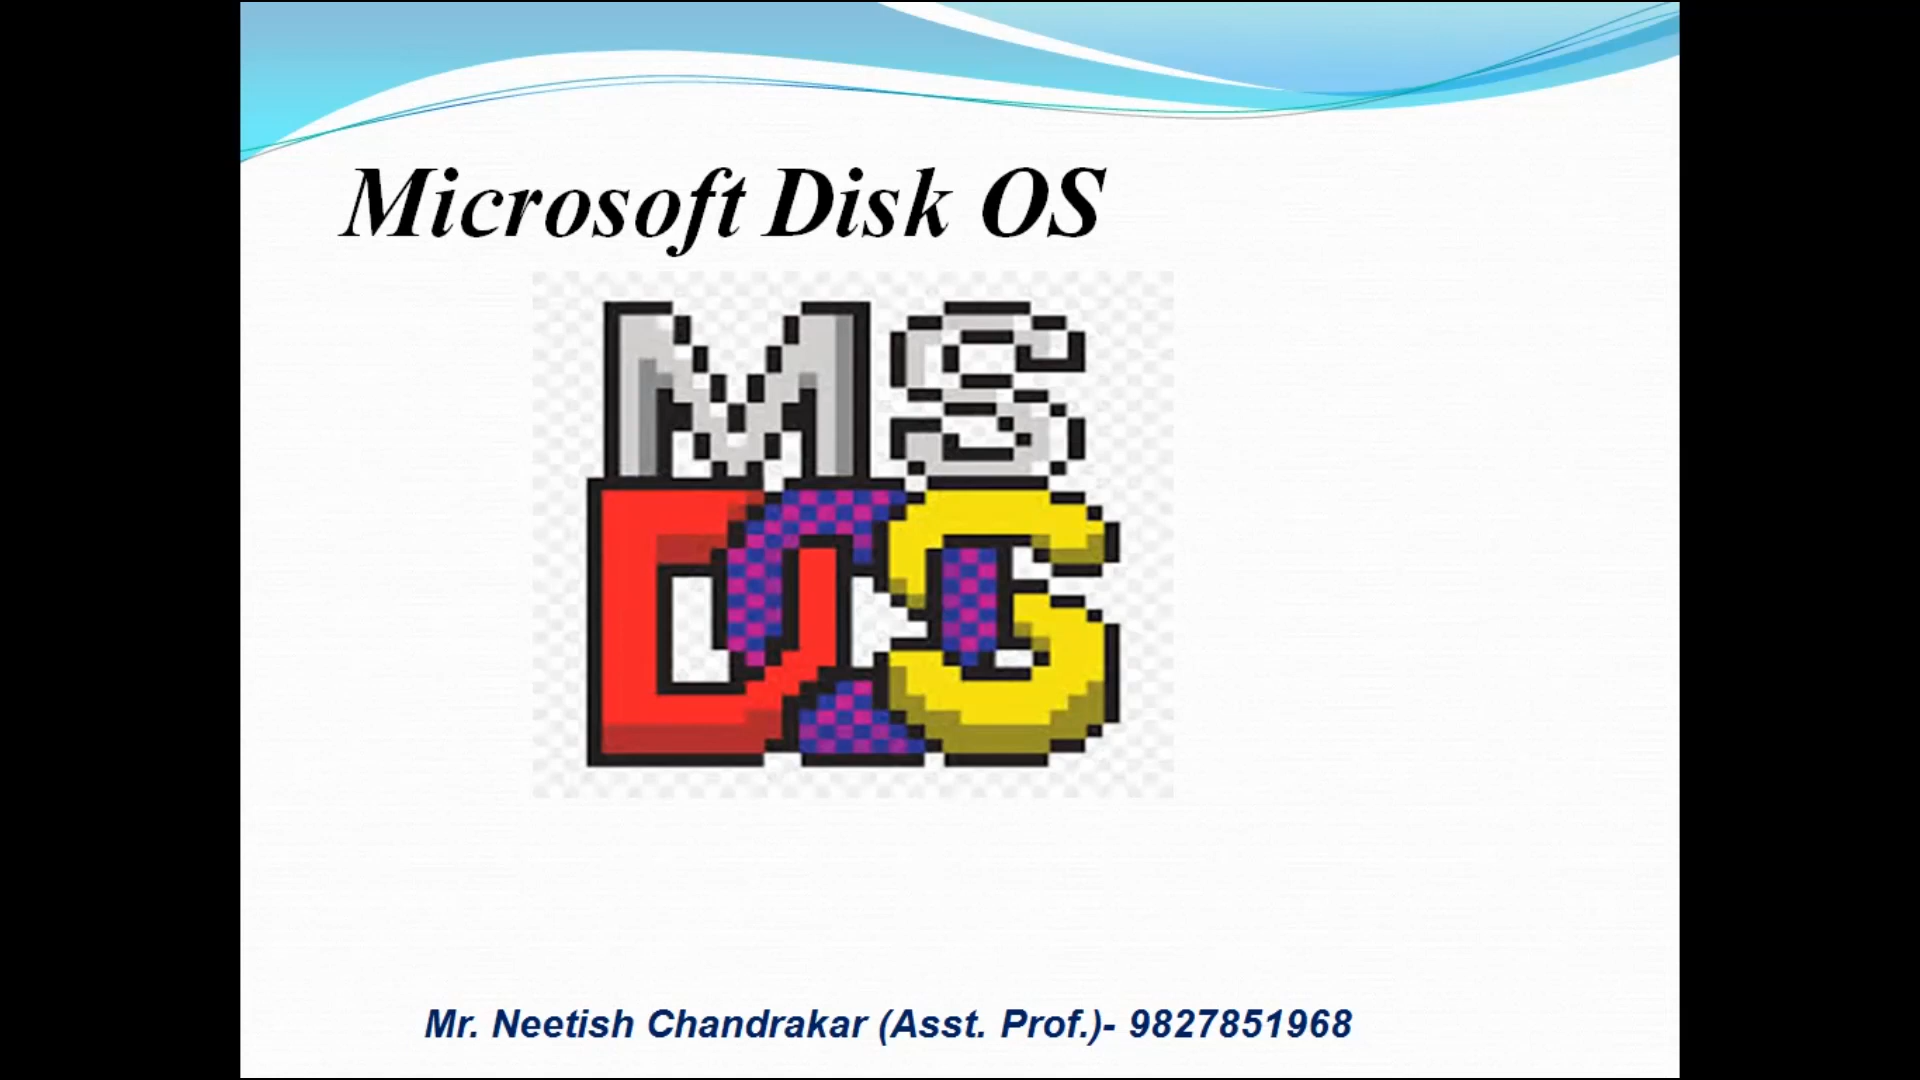 Microsoft Disk OS
MS
DOS
Mr. Neetish Chandrakar (Asst. Prof.)- 9827851968